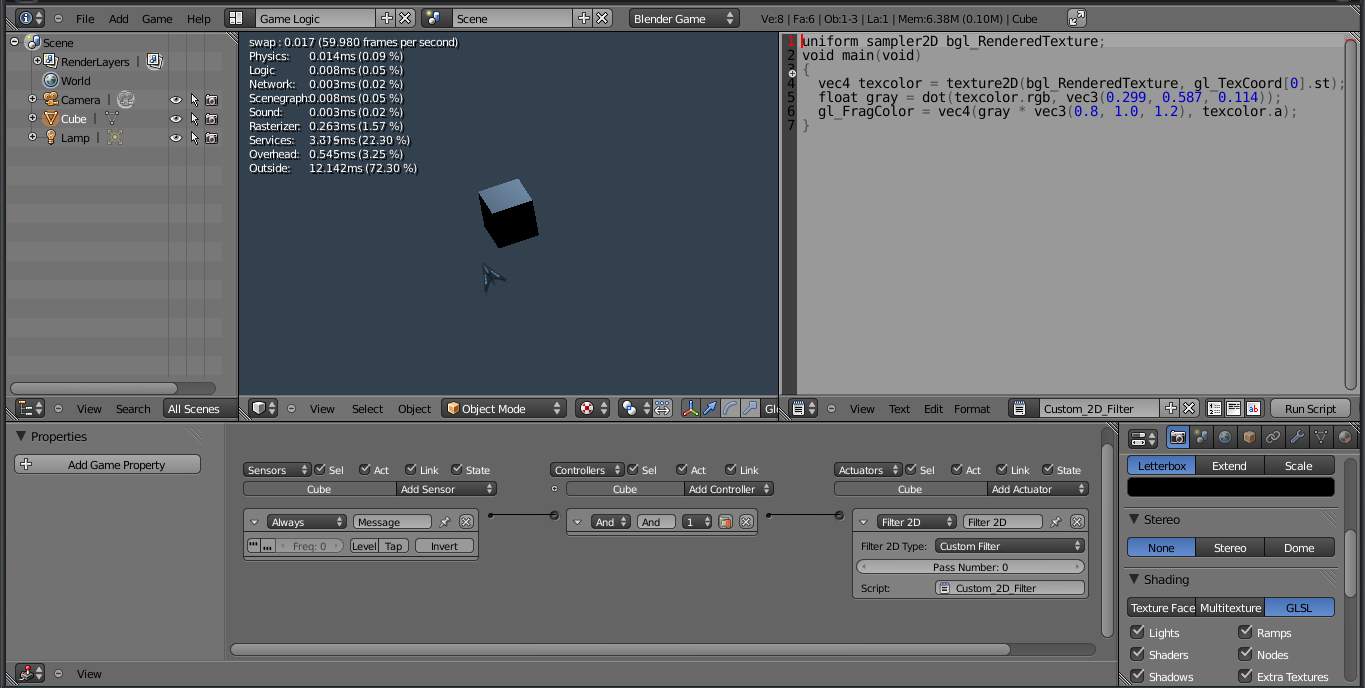 File Add Game Help Game Logic Scene Blender Game Ve:8 | Fa:6 | Ob:1-3 | La:1 | Mem:6.38M (0.10M) | Cube
Scene
RenderLayers
World
Camera
Cube
Lamp
View Search All Scenes
swap : 0.017 (59.980 frames per second)
Physics: 0.014ms (0.09 %)
Logic 0.008ms (0.05 %)
Network: 0.003ms (0.02 %)
Scenegraph: 0.008ms (0.05 %)
Sound: 0.003ms (0.02 %)
Rasterizer: 0.263ms (1.57 %)
Services:
Overhead: 0.545ms (3.25 %)
Outside: 12.142ms (72.30 %)
View Select Object Object Mode Gl
1 uniform sampler2D bgl_RenderedTexture;
2 void main(void)
3 {
4 vec4 texcolor = texture2D(bgl_RenderedTexture, gl_TexCoord[0].st);
5 float gray = dot(texcolor.rgb, vec3(0.299, 0.587, 0.114));
6 gl_FragColor = vec4(gray * vec3(0.8, 1.0, 1.2), texcolor.a);
7 }
View Text Edit Format Custom_2D_Filter ab Run Script
Properties
Add Game Property
Sensors Sel Act Link State
Cube Add Sensor
Always Message
Freq: 0 Level Tap Invert
Controllers Sel Act Link
Cube Add Controller
And And 1
Actuators Sel Act Link State
Cube Add Actuator
Filter 2D Filter 2D
Filter 2D Type: Custom Filter
Pass Number: 0
Script: Custom_2D_Filter
View
Letterbox Extend Scale
Stereo
None Stereo Dome
Shading
Texture Face Multitexture GLSL
Lights Ramps
Shaders Nodes
Shadows Extra Textures